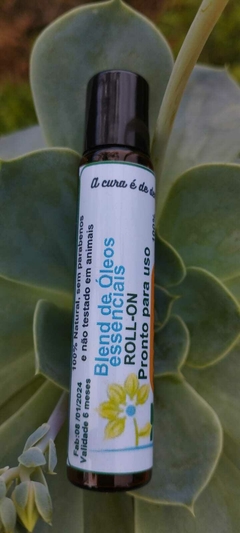 A cura é de
100% Natural, sem parabenos
e não testado em animais
Blend de Óleos
essenciais
ROLL-ON
Pronto para uso
Fab:06 /01/2024
Validade 6 meses